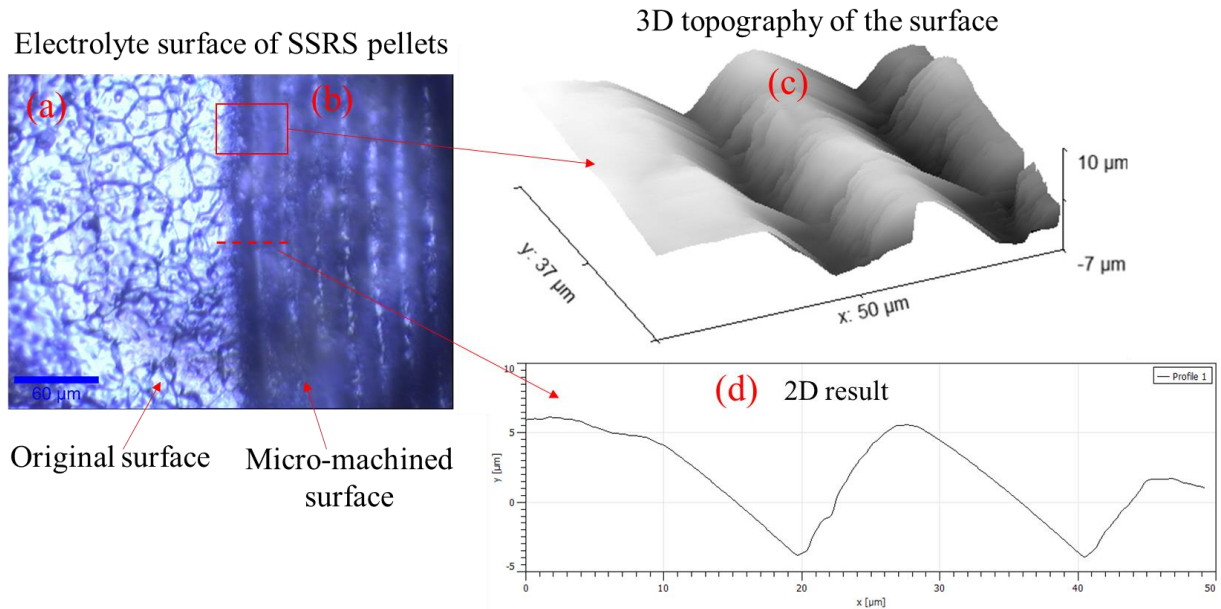 3D topography of the surface
Electrolyte surface of SSRS pellets
(a)
(b)
(c)
10 µm
-7 µm
y: 37 µm
x: 50 µm
60 µm
Original surface
Micro-machined
surface
(d)
2D result
Profile 1
10
5
0
-5
y [µm]
0
10
20
30
40
50
x [µm]